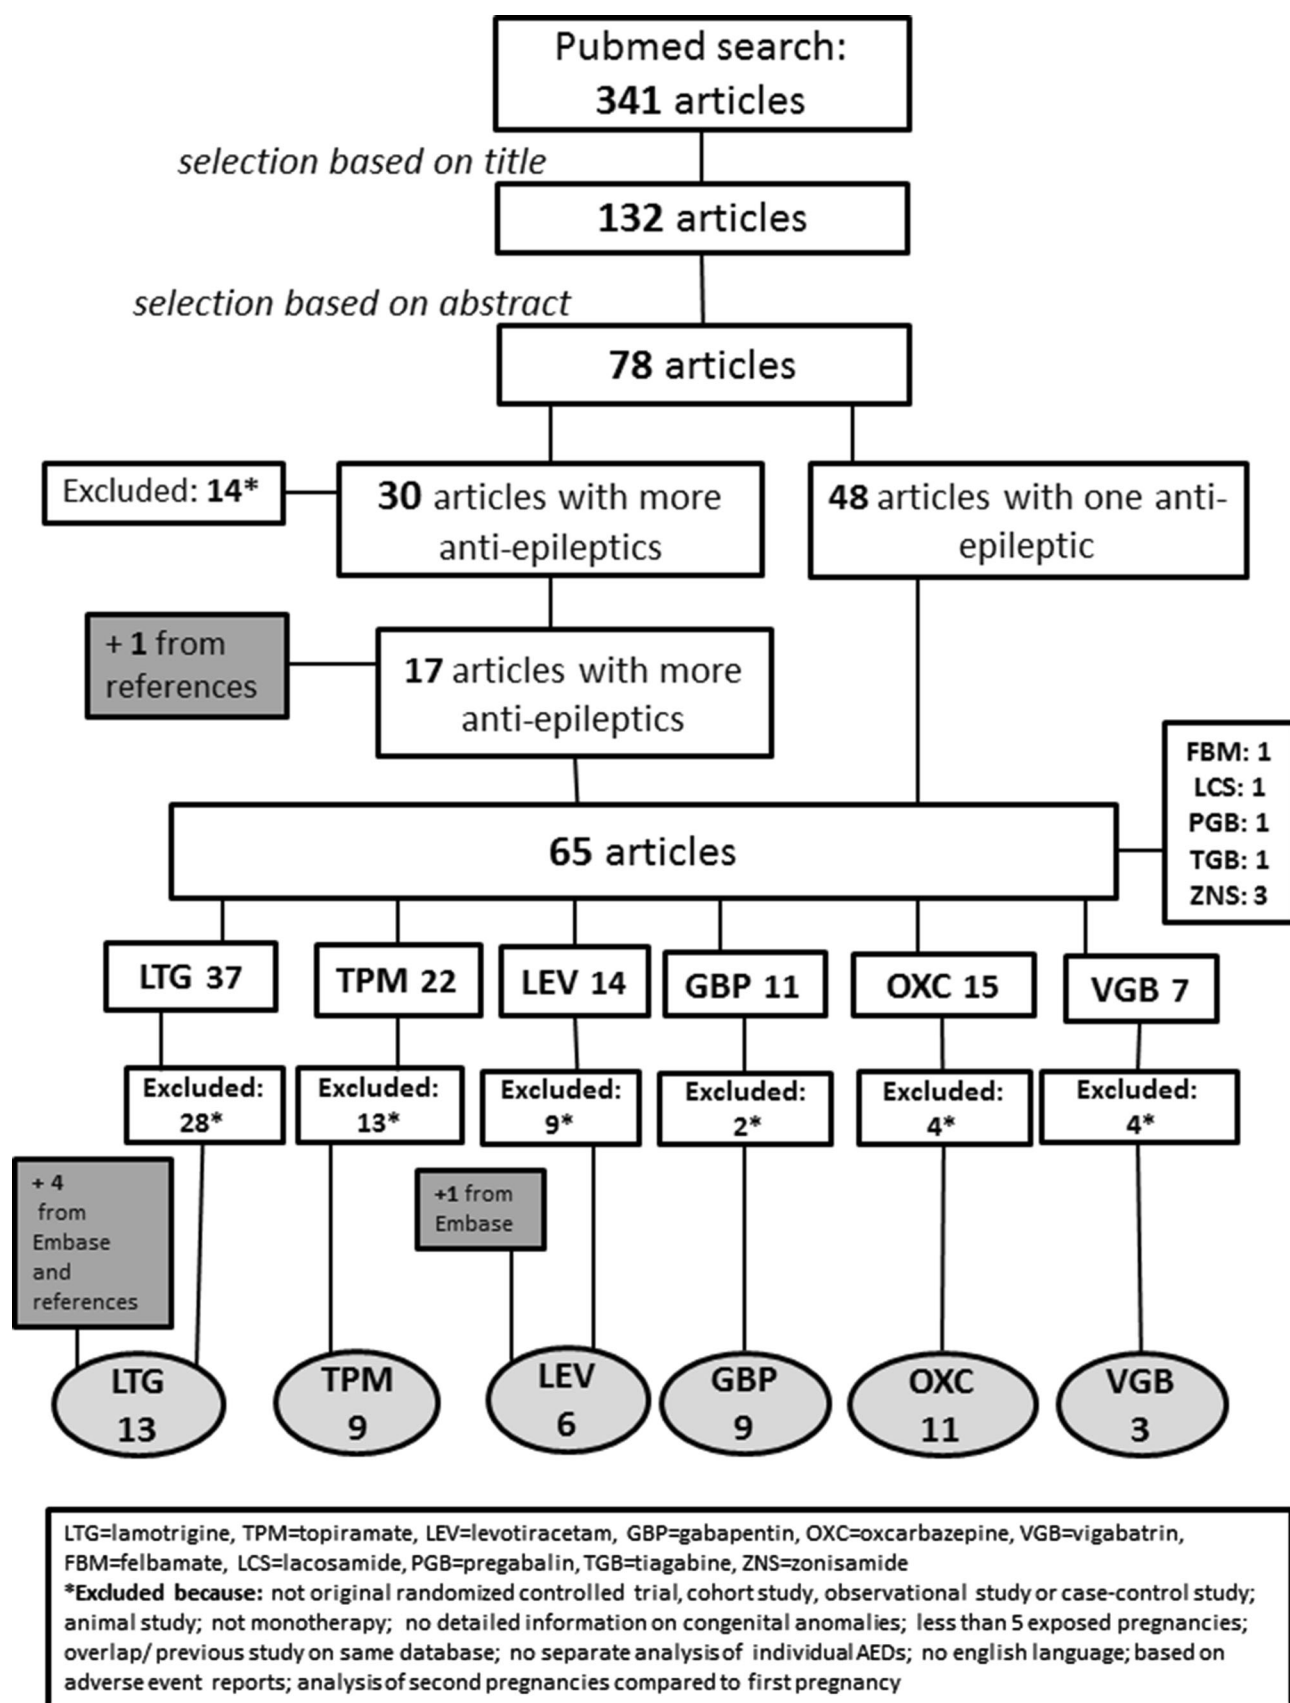 Pubmed search:
341 articles
selection based on title
132 articles
selection based on abstract
78 articles
Excluded: 14*
30 articles with more
anti-epileptics
48 articles with one anti-
epileptic
+ 1 from
references
17 articles with more
anti-epileptics
FBM: 1
LCS: 1
PGB: 1
TGB: 1
ZNS: 3
65 articles
LTG 37
TPM 22
LEV 14
GBP 11
OXC 15
VGB 7
Excluded:
28*
Excluded:
13*
Excluded:
9*
Excluded:
2*
Excluded:
4*
Excluded:
4*
+ 4
from
Embase
and
references
+1 from
Embase
LTG
13
TPM
9
LEV
6
GBP
9
OXC
11
VGB
3
LTG=lamotrigine, TPM=topiramate, LEV=levotiracetam, GBP=gabapentin, OXC=oxcarbazepine, VGB=vigabatrin,
FBM=felbamate, LCS=lacosamide, PGB=pregabalin, TGB=tiagabine, ZNS=zonisamide
*Excluded because: not original randomized controlled trial, cohort study, observational study or case-control study;
animal study; not monotherapy; no detailed information on congenital anomalies; less than 5 exposed pregnancies;
overlap/ previous study on same database; no separate analysis of individual AEDs; no english language; based on
adverse event reports; analysis of second pregnancies compared to first pregnancy